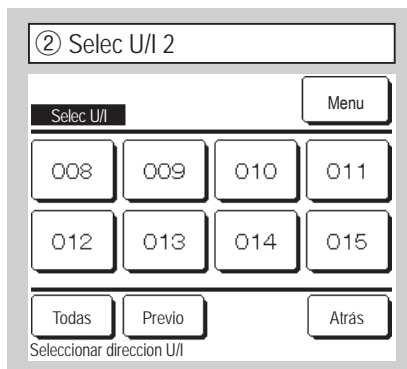 ② Selec U/I 2
Menu
Selec U/I
008 009 010 011
012 013 014 015
Todas Previo Atrás
Seleccionar direccion U/I